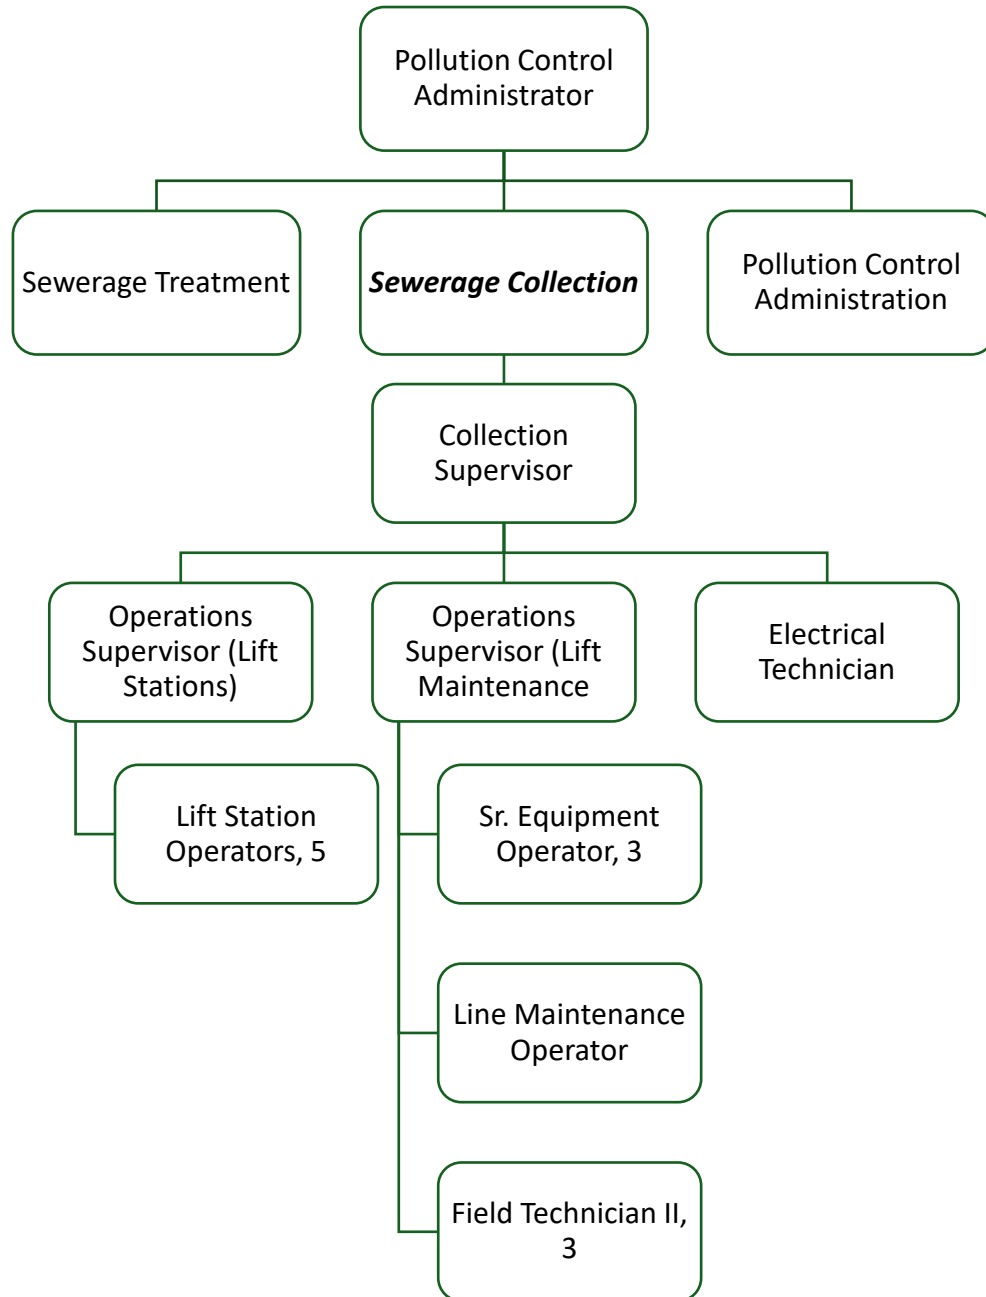 Pollution Control
Administrator
Sewerage Treatment
Sewerage Collection
Pollution Control
Administration
Collection
Supervisor
Operations
Supervisor (Lift
Stations)
Operations
Supervisor (Lift
Maintenance
Electrical
Technician
Lift Station
Operators, 5
Sr. Equipment
Operator, 3
Line Maintenance
Operator
Field Technician II,
3